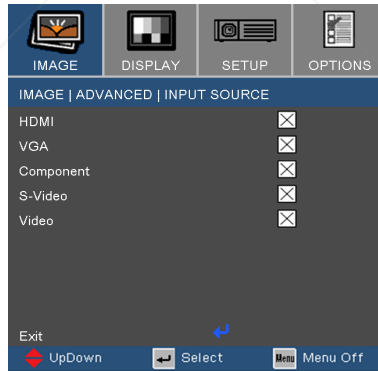 IMAGE DISPLAY SETUP OPTIONS
IMAGE | ADVANCED | INPUT SOURCE
HDMI
VGA
Component
S-Video
Video
Exit
UpDown Select Menu Menu Off